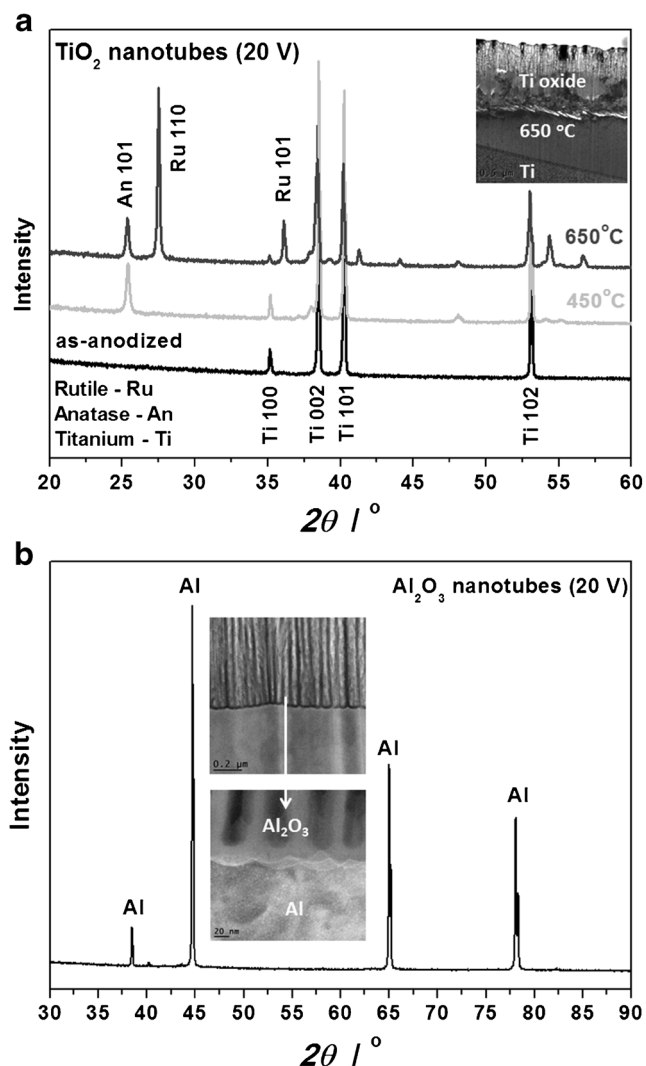 a
TiO2 nanotubes (20 V)
An 101
Ru 110
Ru 101
Ti oxide
650 °C
Ti
650°C
450°C
as-anodized
Rutile - Ru
Anatase - An
Titanium - Ti
Ti 100
Ti 002
Ti 101
Ti 102
Intensity
20 25 30 35 40 45 50 55 60
2θ / °
b
Al2O3 nanotubes (20 V)
Al
Al
Al
Al
0.2 µm
Al2O3
Al
20 nm
Intensity
30 35 40 45 50 55 60 65 70 75 80 85 90
2θ / °